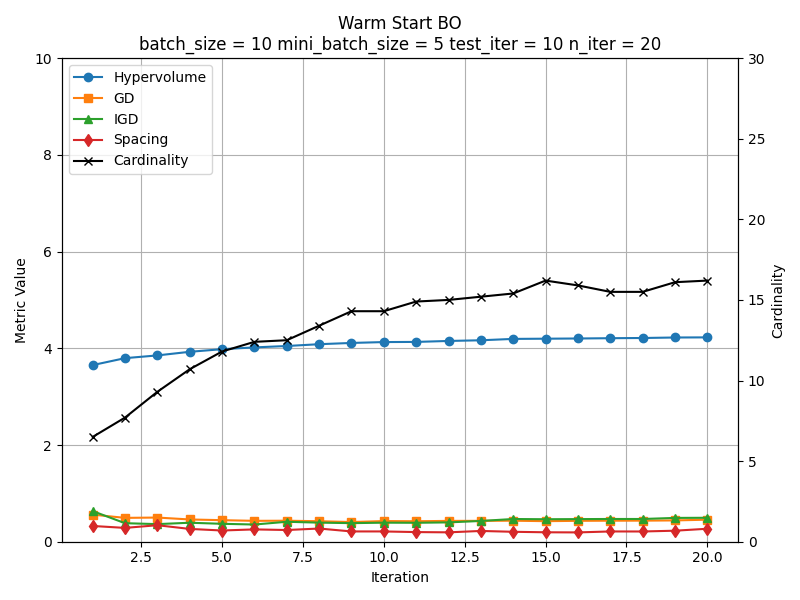 Warm Start BO
batch_size = 10 mini_batch_size = 5 test_iter = 10 n_iter = 20
Hypervolume
GD
IGD
Spacing
Cardinality
10
8
6
4
2
0
Metric Value
30
25
20
15
10
5
0
Cardinality
2.5 5.0 7.5 10.0 12.5 15.0 17.5 20.0
Iteration